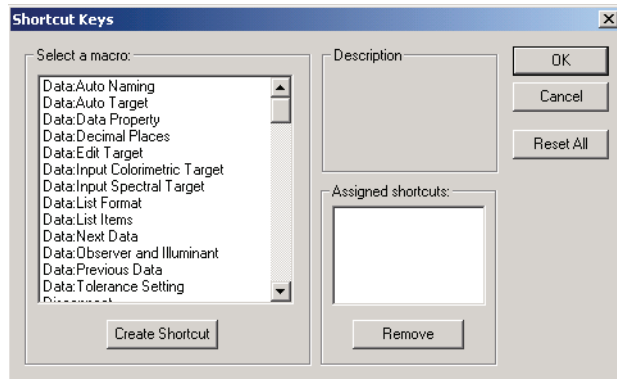 Shortcut Keys
Select a macro:
Data:Auto Naming
Data:Auto Target
Data:Data Property
Data:Decimal Places
Data:Edit Target
Data:Input Colorimetric Target
Data:Input Spectral Target
Data:List Format
Data:List Items
Data:Next Data
Data:Observer and Illuminant
Data:Previous Data
Data:Tolerance Setting
Create Shortcut
Description
Assigned shortcuts:
Remove
OK
Cancel
Reset All